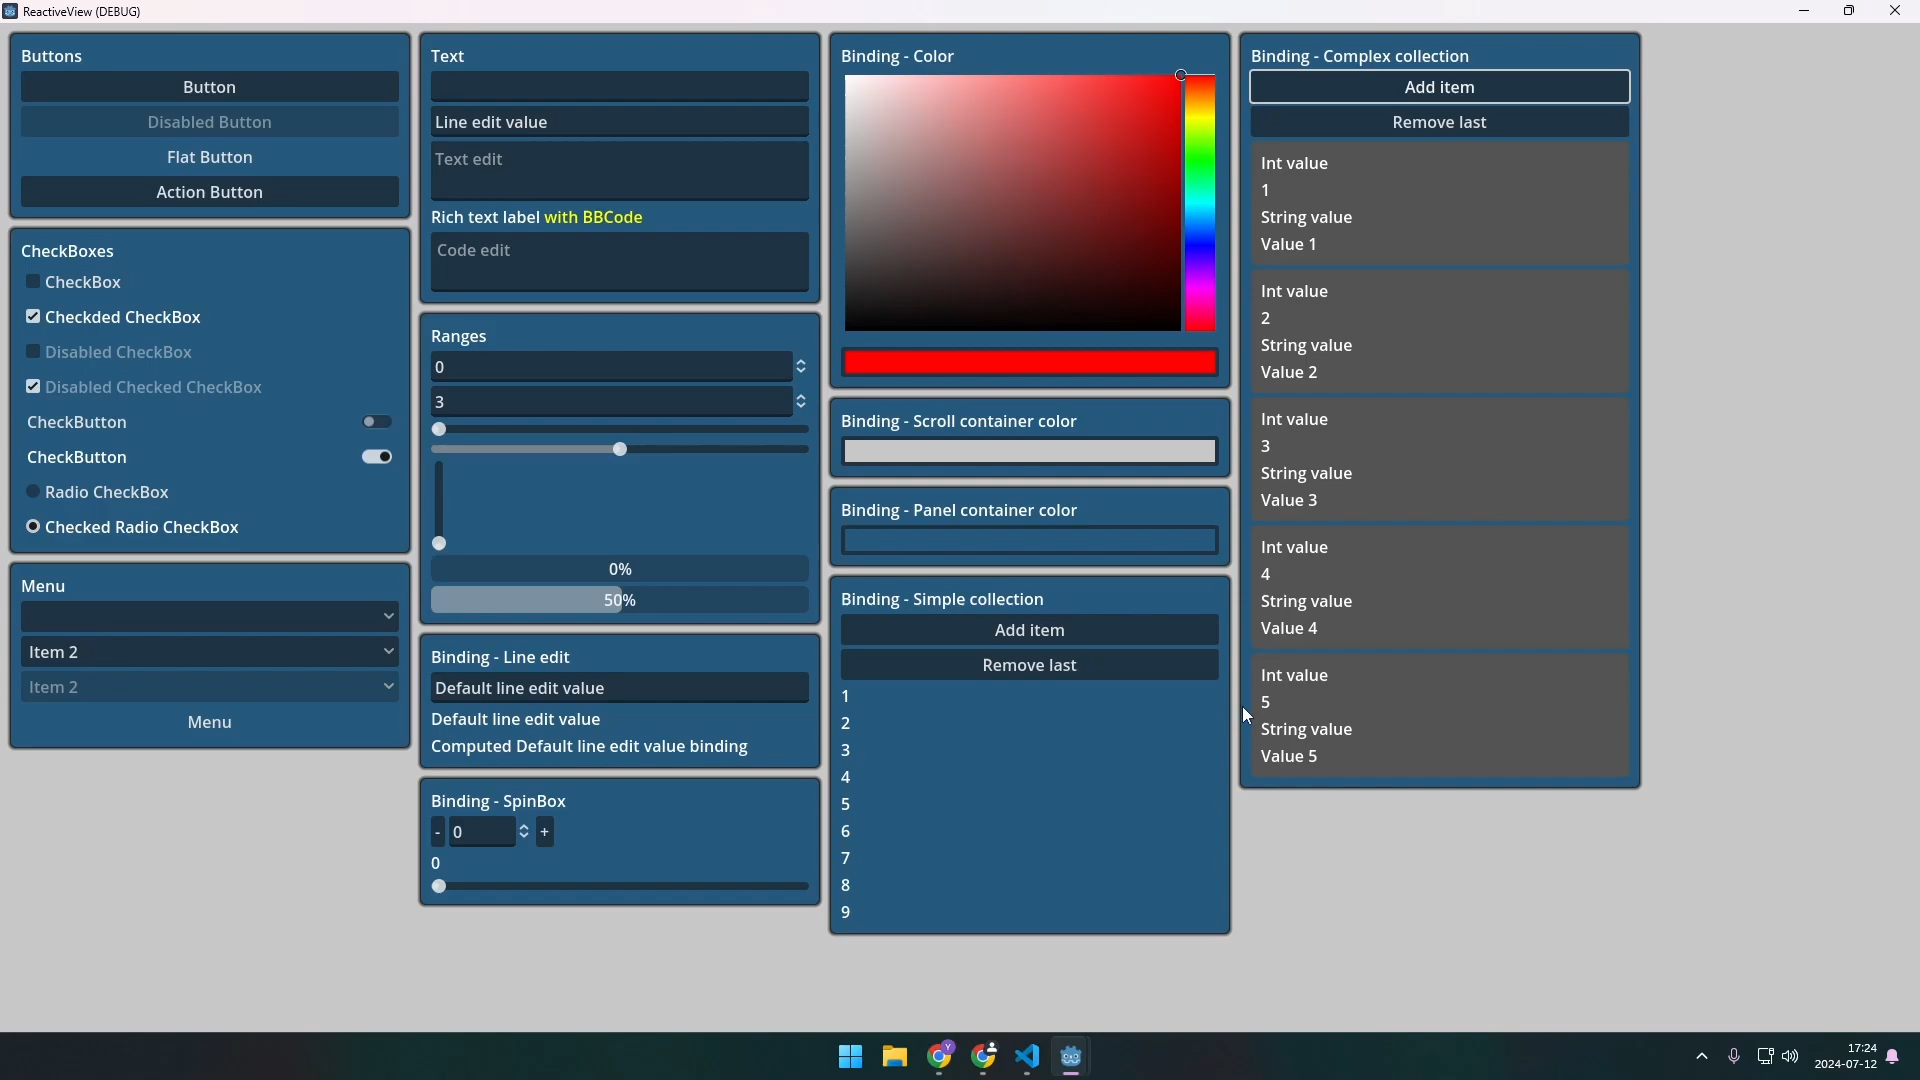 ReactiveView (DEBUG)
Buttons
Button
Disabled Button
Flat Button
Action Button
CheckBoxes
CheckBox
Checkded CheckBox
Disabled CheckBox
Disabled Checked CheckBox
CheckButton
CheckButton
Radio CheckBox
Checked Radio CheckBox
Menu
Item 2
Item 2
Menu
Text
Line edit value
Text edit
Rich text label with BBCode
Code edit
Ranges
0
3
0%
50%
Binding - Line edit
Default line edit value
Default line edit value
Computed Default line edit value binding
Binding - SpinBox
- 0 +
0
Binding - Color
Binding - Scroll container color
Binding - Panel container color
Binding - Simple collection
Add item
Remove last
1
2
3
4
5
6
7
8
9
Binding - Complex collection
Add item
Remove last
Int value
1
String value
Value 1
Int value
2
String value
Value 2
Int value
3
String value
Value 3
Int value
4
String value
Value 4
Int value
5
String value
Value 5
Y
17:24
2024-07-12